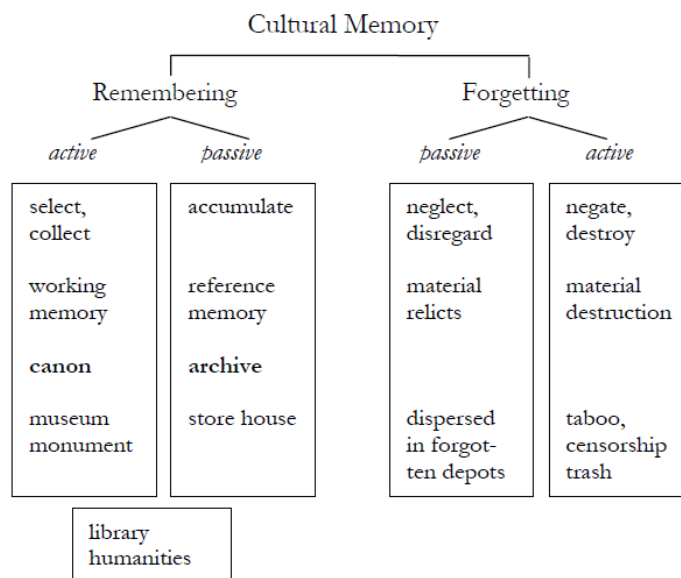 Cultural Memory
Remembering
Forgetting
active
passive
passive
active
select,
collect
working
memory
canon
museum
monument
accumulate
reference
memory
archive
store house
neglect,
disregard
material
relicts
dispersed
in forgot-
ten depots
negate,
destroy
material
destruction
taboo,
censorship
trash
library
humanities